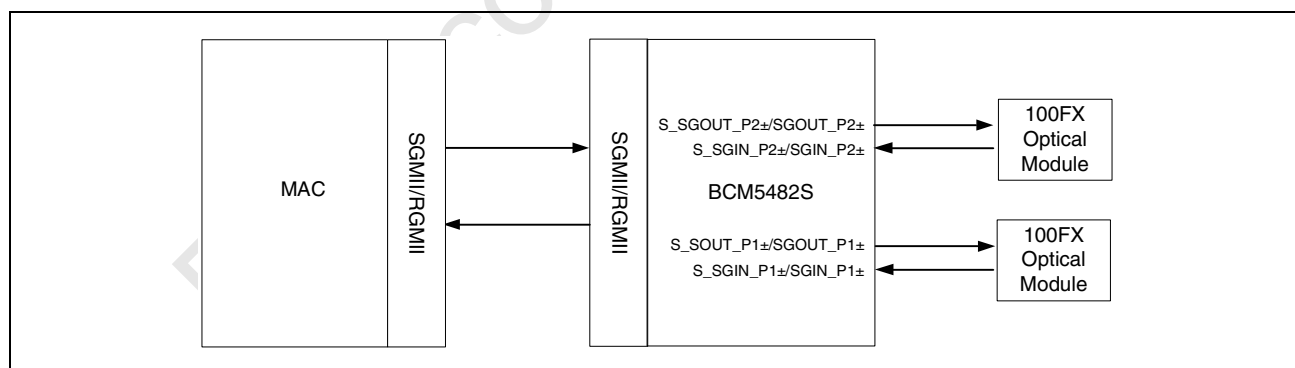 MAC
SGMII/RGMII
SGMII/RGMII
S_SGOUT_P2±/SGOUT_P2±
S_SGIN_P2±/SGIN_P2±
BCM5482S
S_SOUT_P1±/SGOUT_P1±
S_SGIN_P1±/SGIN_P1±
100FX
Optical
Module
100FX
Optical
Module